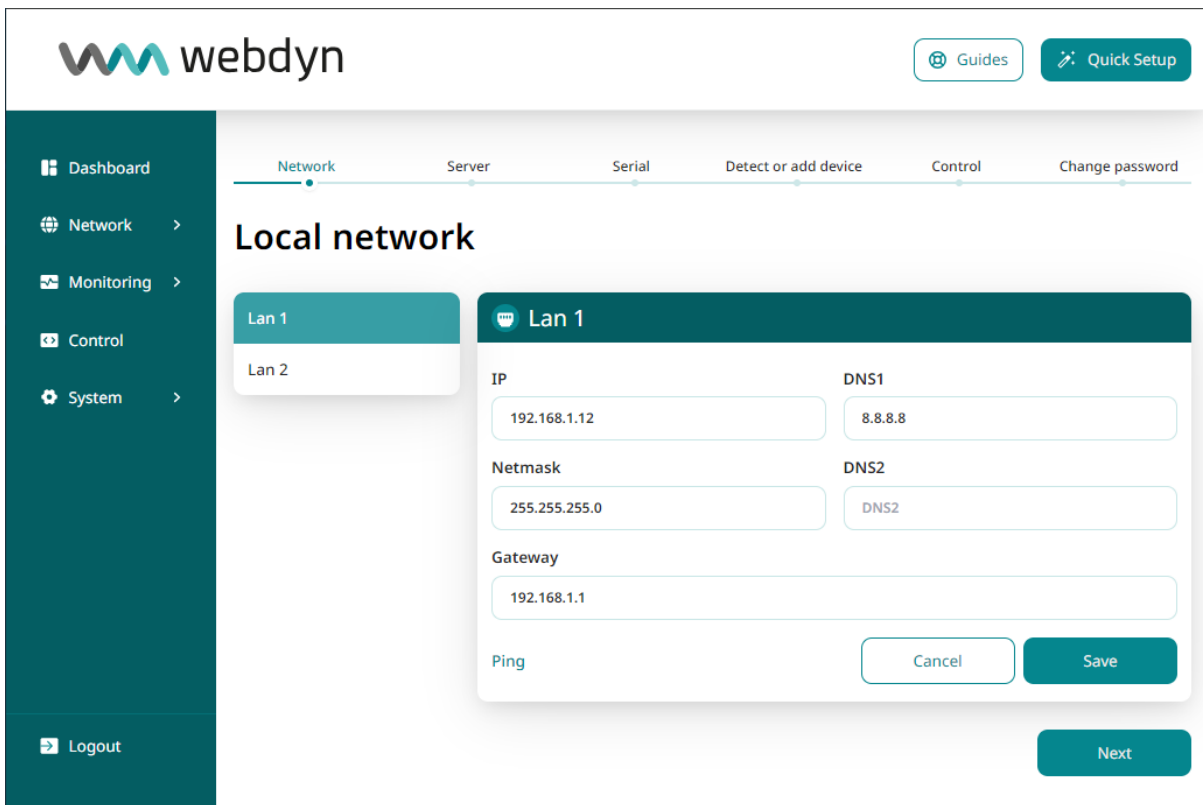 webdyn
Guides
Quick Setup
Dashboard
Network
Monitoring
Control
System
Logout
Network Server Serial Detect or add device Control Change password
Local network
Lan 1
Lan 2
Lan 1
IP
192.168.1.12
DNS1
8.8.8.8
Netmask
255.255.255.0
DNS2
DNS2
Gateway
192.168.1.1
Ping
Cancel
Save
Next